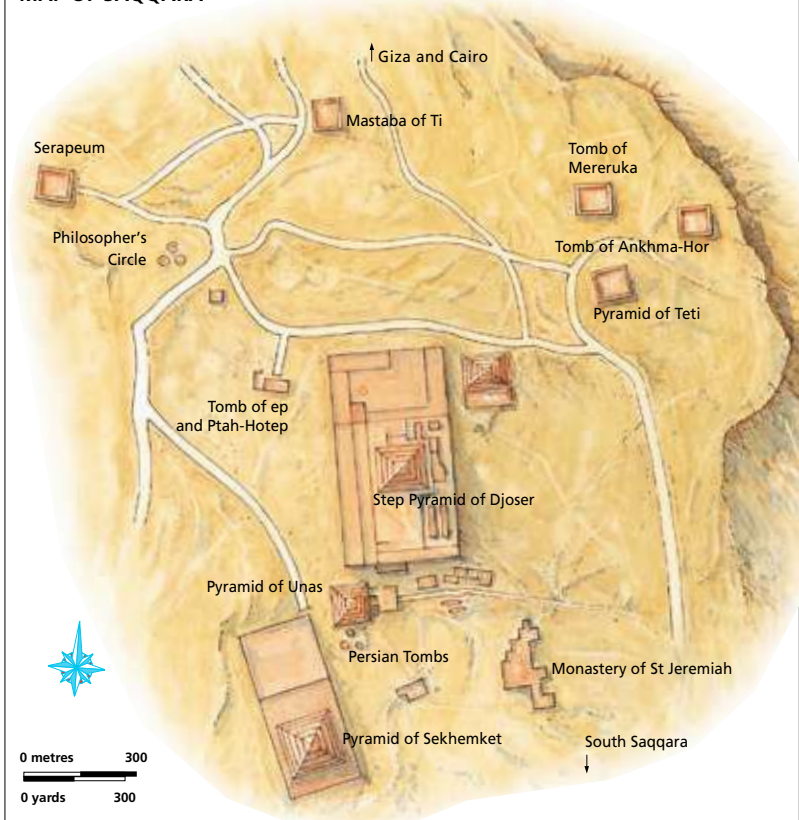 Giza and Cairo
Mastaba of Ti
Serapeum
Tomb of
Mereruka
Philosopher's
Circle
Tomb of Ankhma-Hor
Pyramid of Teti
Tomb of ep
and Ptah-Hotep
Step Pyramid of Djoser
Pyramid of Unas
Persian Tombs
Monastery of St Jeremiah
Pyramid of Sekhemket
South Saqqara
0 metres 300
0 yards 300